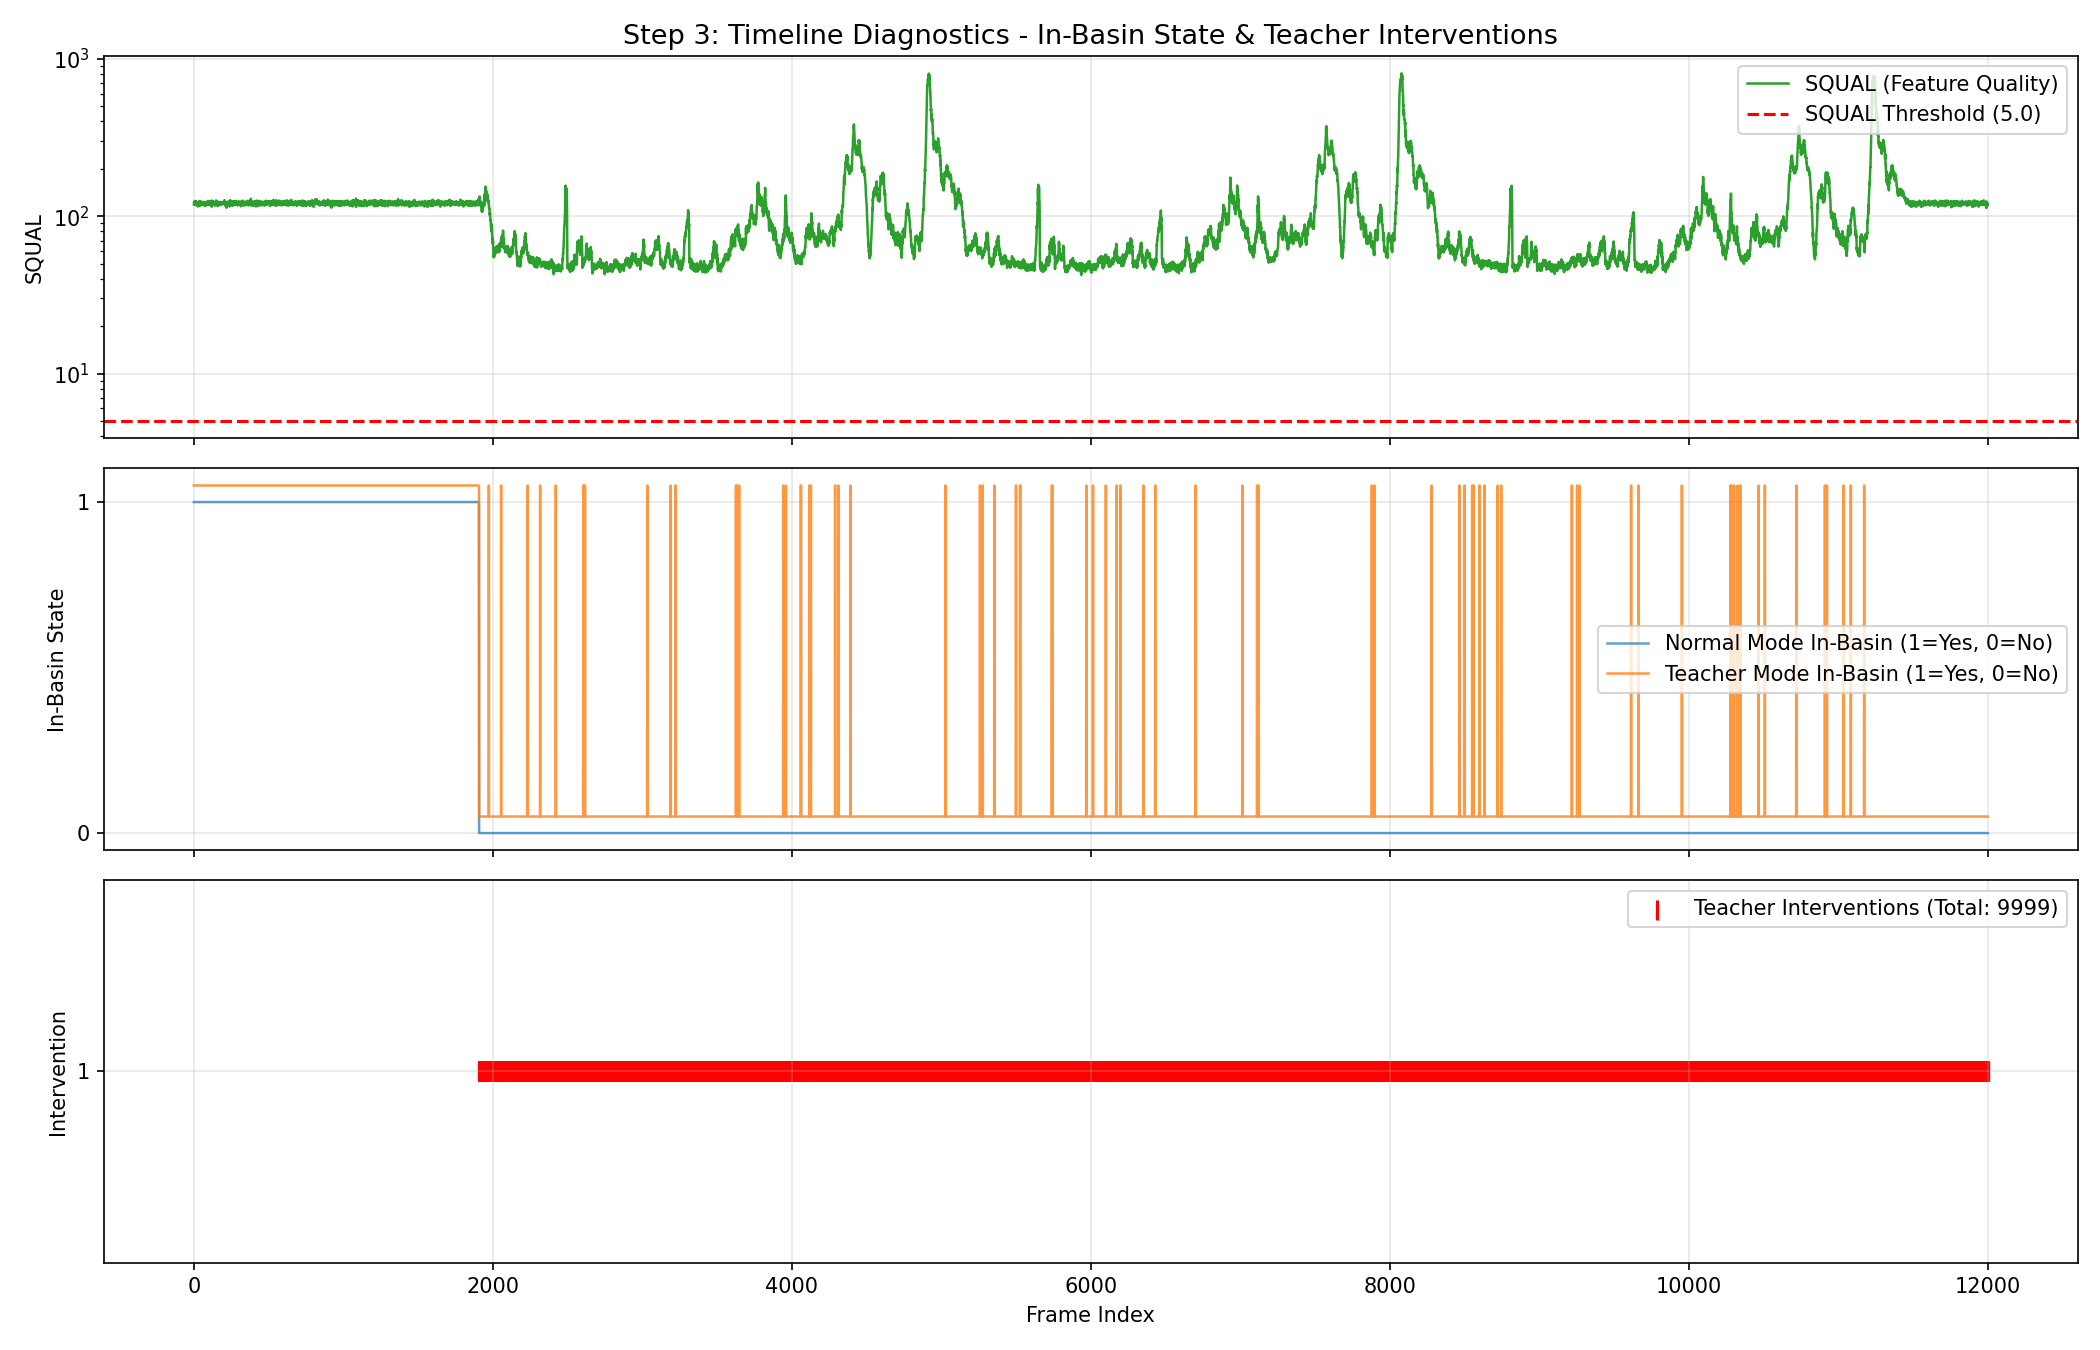 Step 3: Timeline Diagnostics - In-Basin State & Teacher Interventions
SQUAL
10³
10²
10¹
SQUAL (Feature Quality)
SQUAL Threshold (5.0)
In-Basin State
1
0
Normal Mode In-Basin (1=Yes, 0=No)
Teacher Mode In-Basin (1=Yes, 0=No)
Intervention
1
Teacher Interventions (Total: 9999)
0 2000 4000 6000 8000 10000 12000
Frame Index